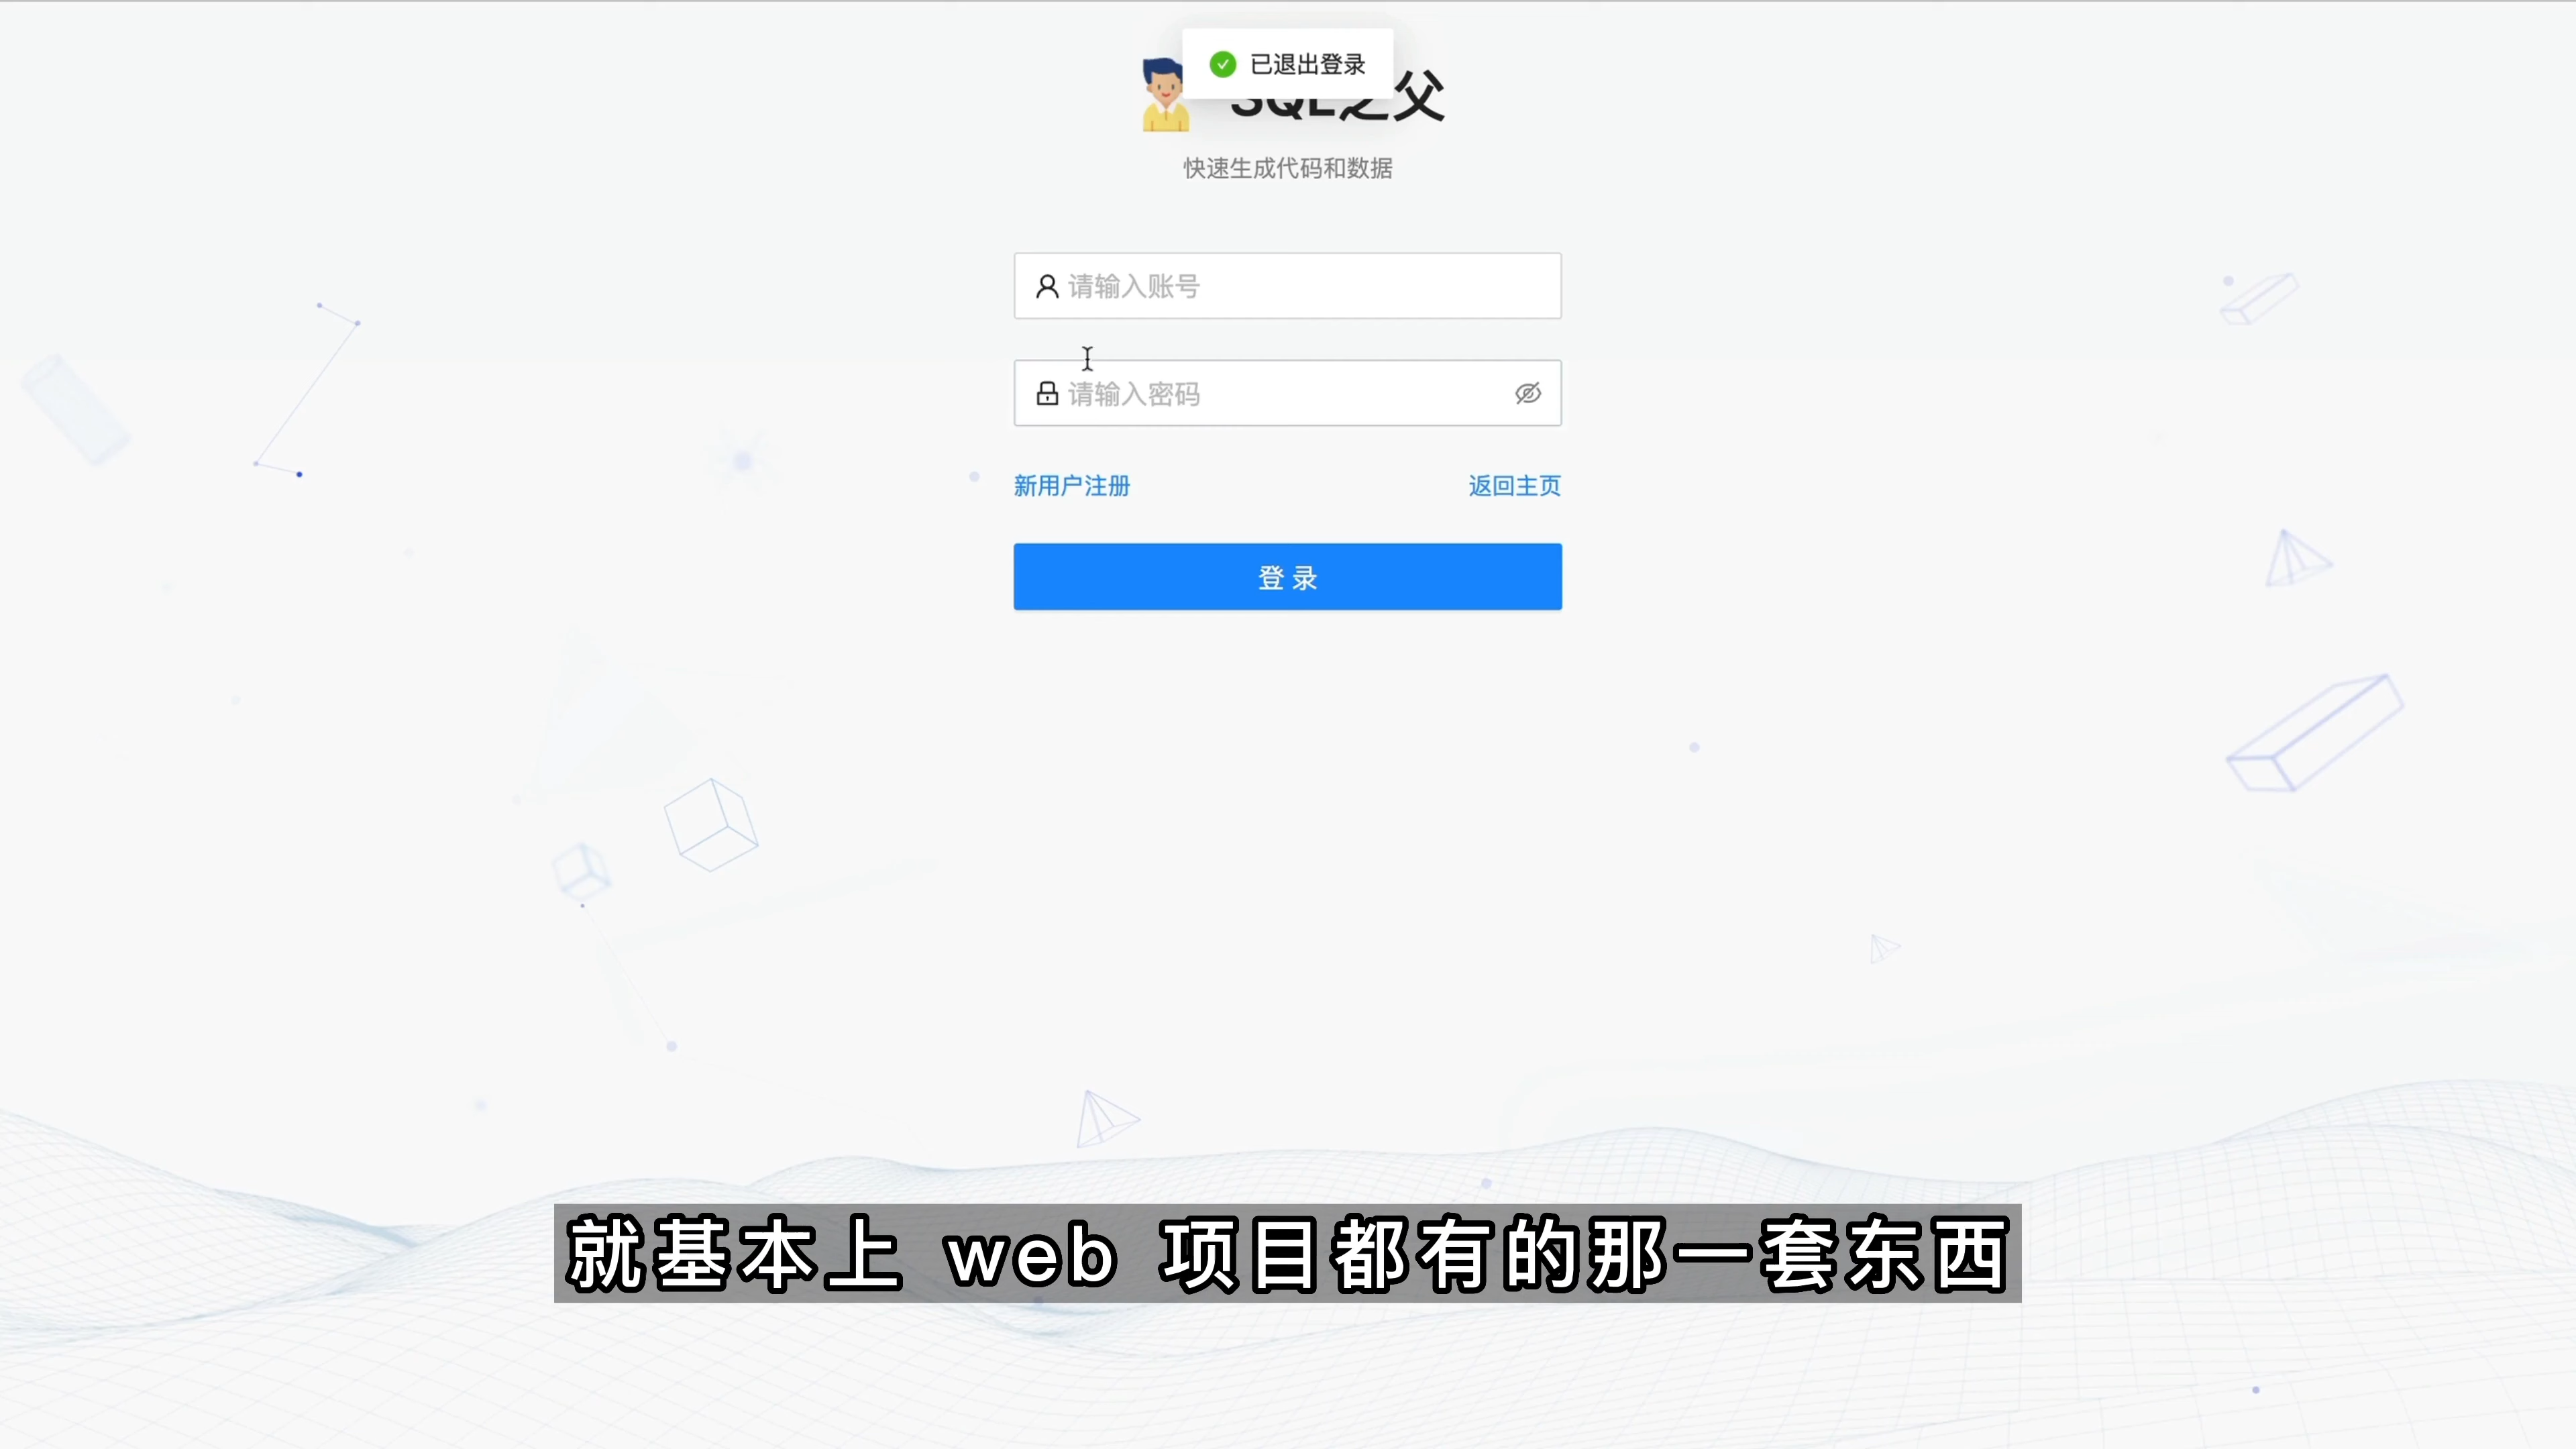 已退出登录
SQL之父
快速生成代码和数据
请输入账号
请输入密码
新用户注册
返回主页
登录
就基本上 web 项目都有的那一套东西